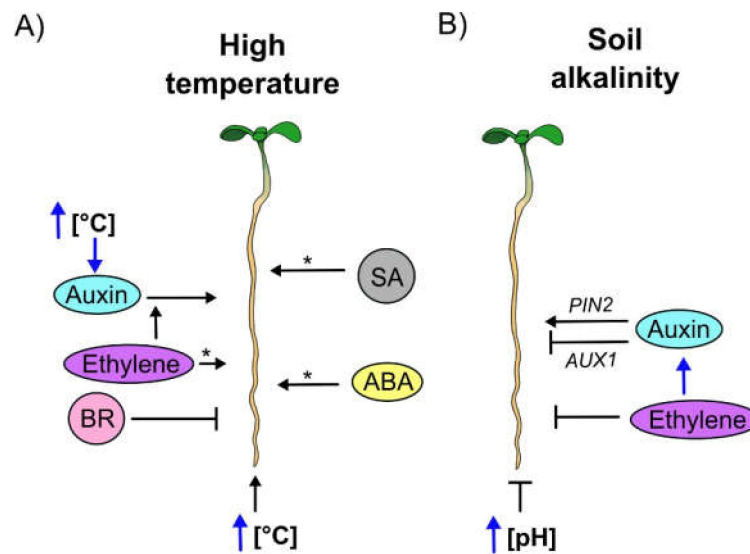 A)
High
temperature
[°C]
Auxin
Ethylene
*
BR
*
SA
*
ABA
[°C]
B)
Soil
alkalinity
PIN2
Auxin
AUX1
Ethylene
[pH]